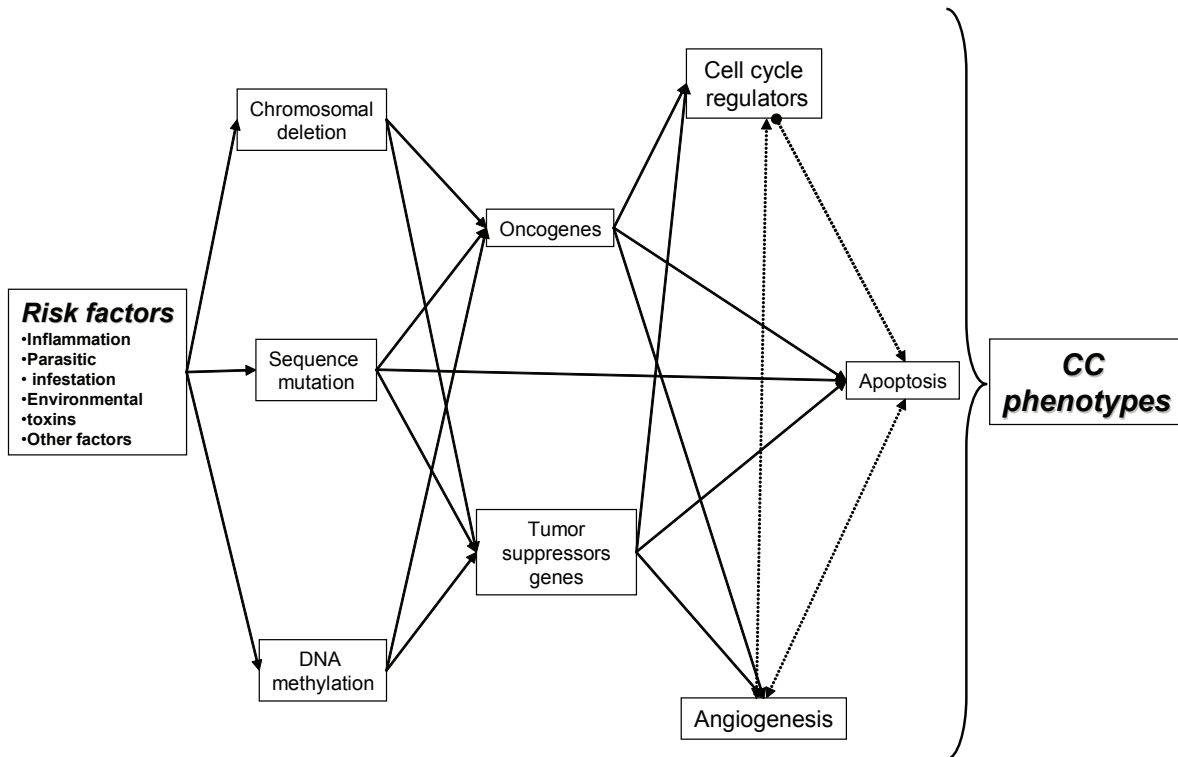 Risk factors
•Inflammation
•Parasitic
• infestation
•Environmental
•toxins
•Other factors
Chromosomal
deletion
Sequence
mutation
DNA
methylation
Oncogenes
Tumor
suppressors
genes
Cell cycle
regulators
Apoptosis
Angiogenesis
CC
phenotypes